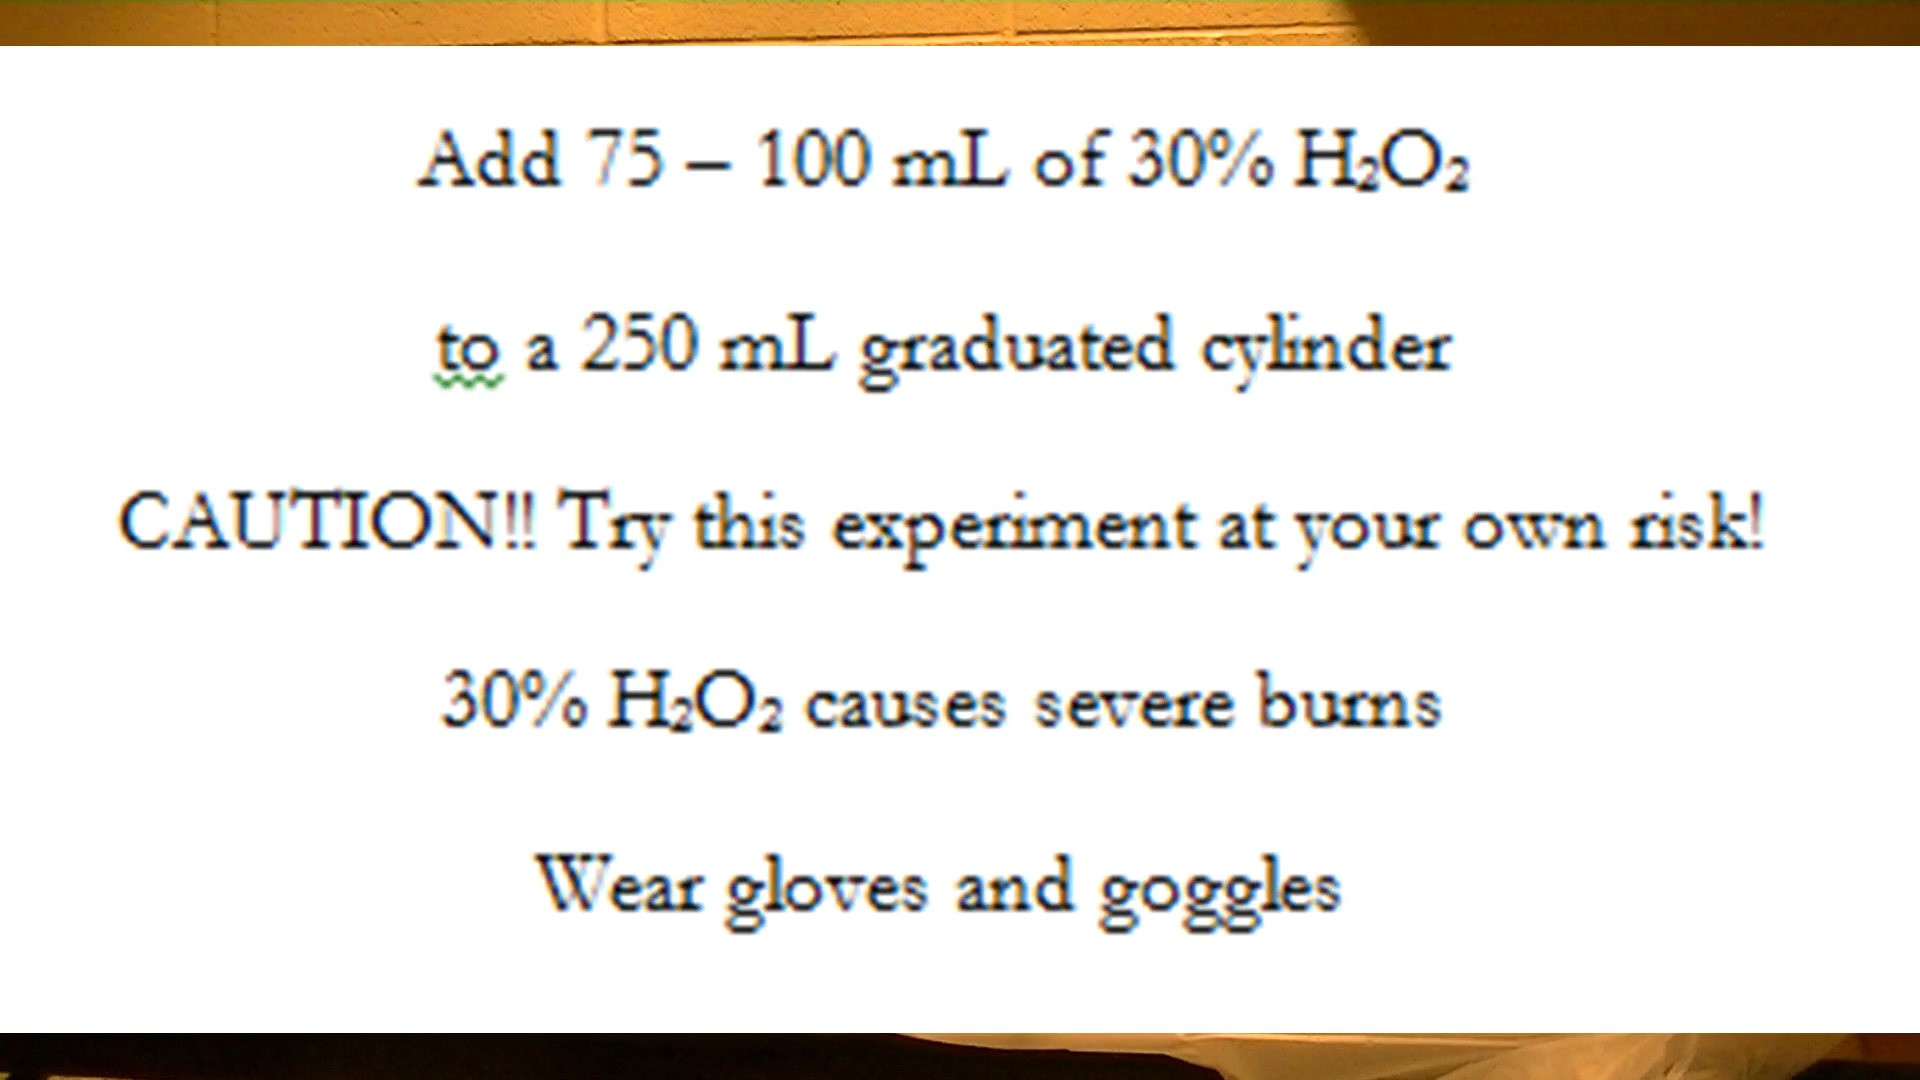 Add 75 – 100 mL of 30% H₂O₂
to a 250 mL graduated cylinder
CAUTION!! Try this experiment at your own risk!
30% H₂O₂ causes severe burns
Wear gloves and goggles